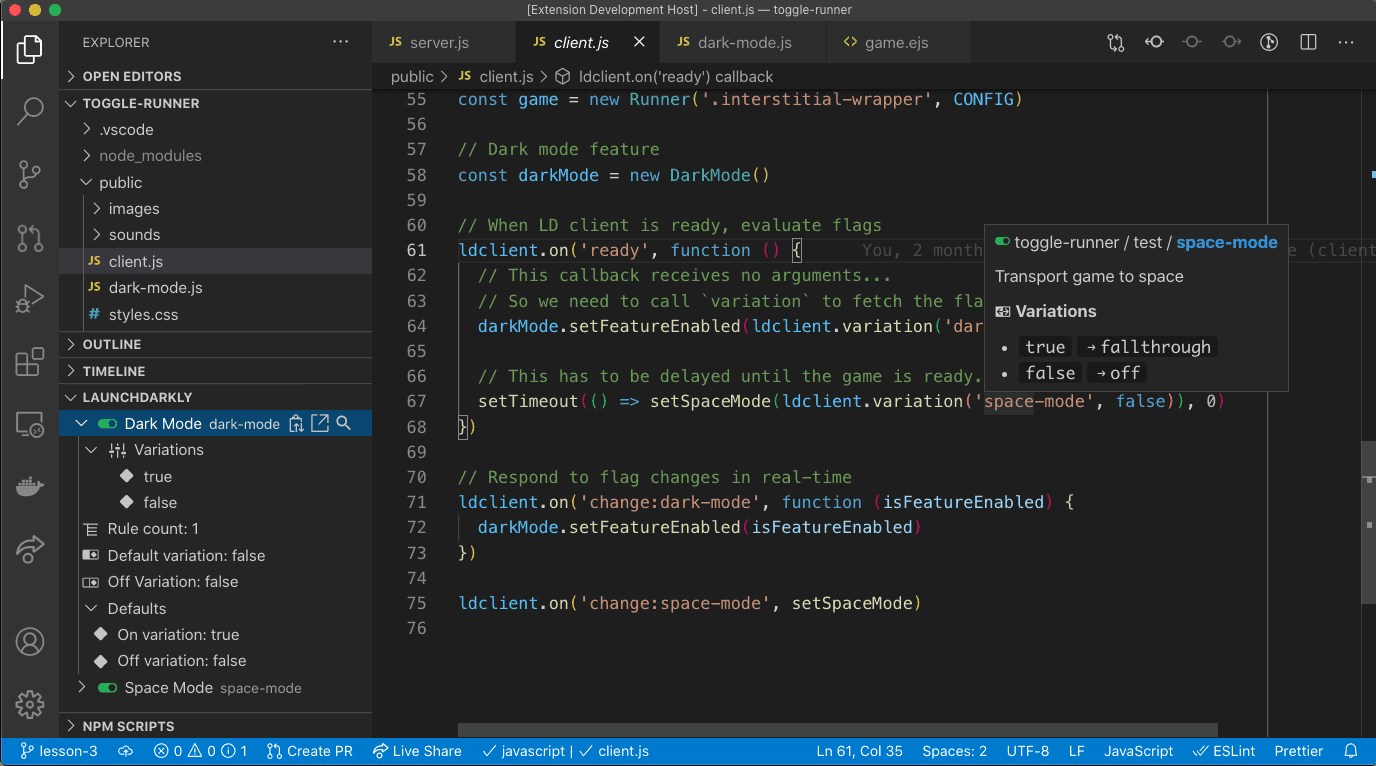 [Extension Development Host] - client.js — toggle-runner
EXPLORER
OPEN EDITORS
TOGGLE-RUNNER
.vscode
node_modules
public
images
sounds
JS client.js
JS dark-mode.js
# styles.css
OUTLINE
TIMELINE
LAUNCHDARKLY
Dark Mode dark-mode
Variations
true
false
Rule count: 1
Default variation: false
Off Variation: false
Defaults
On variation: true
Off variation: false
Space Mode space-mode
NPM SCRIPTS
JS server.js JS client.js JS dark-mode.js <> game.ejs
public > JS client.js > ldclient.on('ready') callback
55 const game = new Runner('.interstitial-wrapper', CONFIG)
56
57 // Dark mode feature
58 const darkMode = new DarkMode()
59
60 // When LD client is ready, evaluate flags
61 ldclient.on('ready', function () { You, 2 month e (client
62 // This callback receives no arguments...
63 // So we need to call `variation` to fetch the fla
64 darkMode.setFeatureEnabled(ldclient.variation('dar
65
66 // This has to be delayed until the game is ready.
67 setTimeout(() => setSpaceMode(ldclient.variation('space-mode', false)), 0)
68 })
69
70 // Respond to flag changes in real-time
71 ldclient.on('change:dark-mode', function (isFeatureEnabled) {
72 darkMode.setFeatureEnabled(isFeatureEnabled)
73 })
74
75 ldclient.on('change:space-mode', setSpaceMode)
76
toggle-runner / test / space-mode
Transport game to space
Variations
• true →fallthrough
• false →off
lesson-3 0 0 1 Create PR Live Share javascript | client.js Ln 61, Col 35 Spaces: 2 UTF-8 LF JavaScript ESLint Prettier